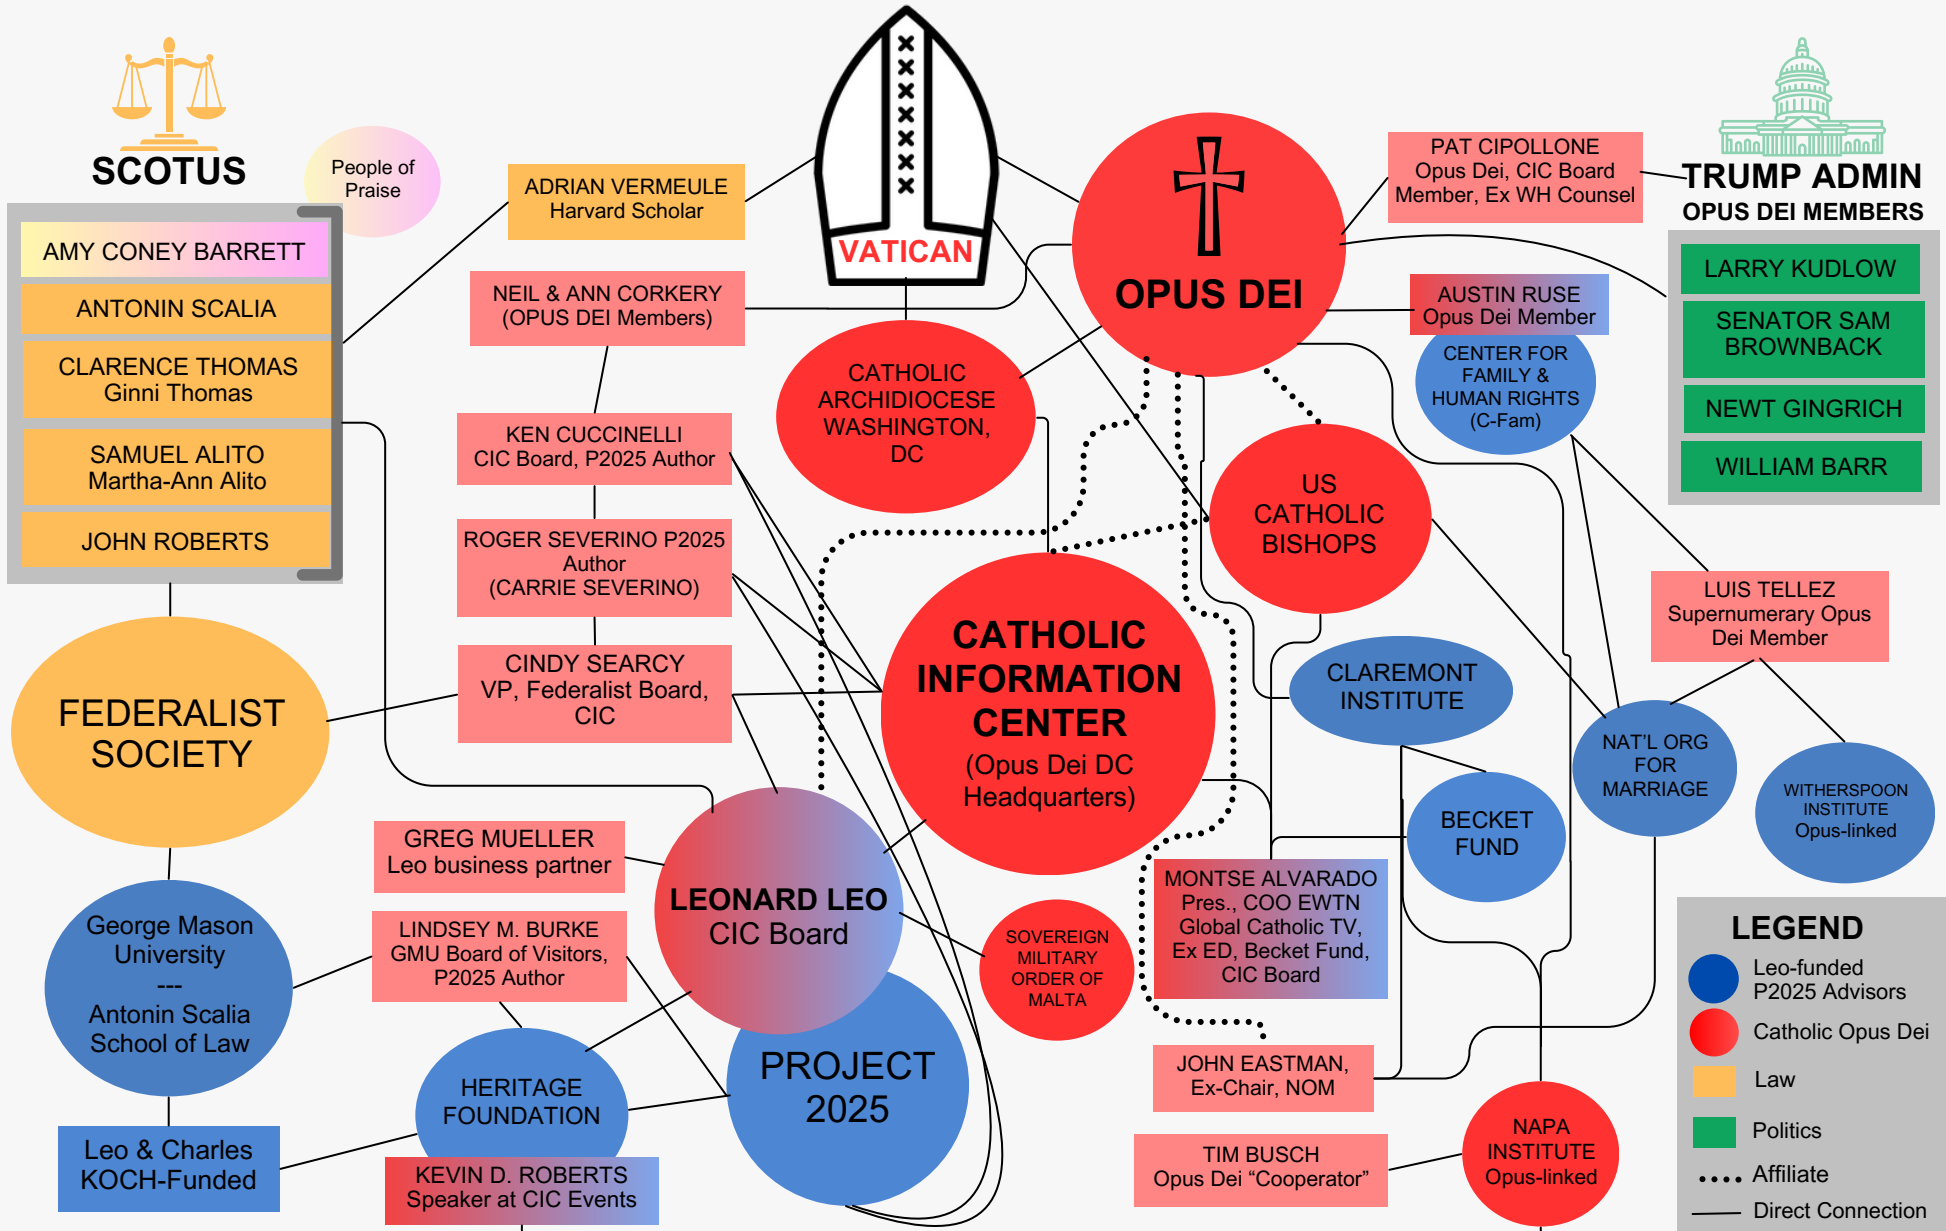 SCOTUS
People of
Praise
AMY CONEY BARRETT
ANTONIN SCALIA
CLARENCE THOMAS
Ginni Thomas
SAMUEL ALITO
Martha-Ann Alito
JOHN ROBERTS
FEDERALIST
SOCIETY
George Mason
University
---
Antonin Scalia
School of Law
Leo & Charles
KOCH-Funded
ADRIAN VERMEULE
Harvard Scholar
NEIL & ANN CORKERY
(OPUS DEI Members)
KEN CUCCINELLI
CIC Board, P2025 Author
ROGER SEVERINO P2025
Author
(CARRIE SEVERINO)
CINDY SEARCY
VP, Federalist Board,
CIC
GREG MUELLER
Leo business partner
LINDSEY M. BURKE
GMU Board of Visitors,
P2025 Author
HERITAGE
FOUNDATION
KEVIN D. ROBERTS
Speaker at CIC Events
VATICAN
CATHOLIC
ARCHIDIOCESE
WASHINGTON,
DC
CATHOLIC
INFORMATION
CENTER
(Opus Dei DC
Headquarters)
LEONARD LEO
CIC Board
PROJECT
2025
SOVEREIGN
MILITARY
ORDER OF
MALTA
OPUS DEI
US
CATHOLIC
BISHOPS
CLAREMONT
INSTITUTE
BECKET
FUND
MONTSE ALVARADO
Pres., COO EWTN
Global Catholic TV,
Ex ED, Becket Fund,
CIC Board
JOHN EASTMAN,
Ex-Chair, NOM
TIM BUSCH
Opus Dei “Cooperator”
NAPA
INSTITUTE
Opus-linked
PAT CIPOLLONE
Opus Dei, CIC Board
Member, Ex WH Counsel
AUSTIN RUSE
Opus Dei Member
CENTER FOR
FAMILY &
HUMAN RIGHTS
(C-Fam)
TRUMP ADMIN
OPUS DEI MEMBERS
LARRY KUDLOW
SENATOR SAM
BROWNBACK
NEWT GINGRICH
WILLIAM BARR
LUIS TELLEZ
Supernumerary Opus
Dei Member
NAT'L ORG
FOR
MARRIAGE
WITHERSPOON
INSTITUTE
Opus-linked
LEGEND
Leo-funded
P2025 Advisors
Catholic Opus Dei
Law
Politics
Affiliate
Direct Connection